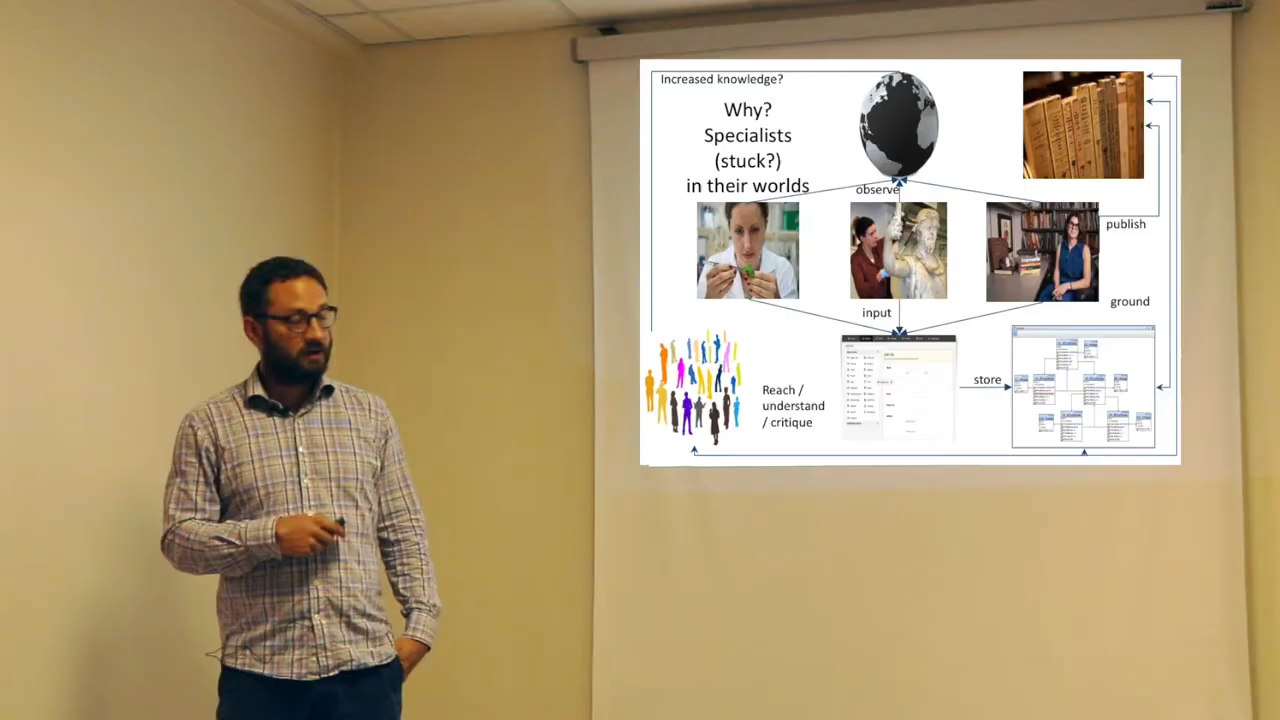 Increased knowledge?
Why?
Specialists
(stuck?)
in their worlds
observe
publish
input
ground
Reach /
understand
/ critique
store